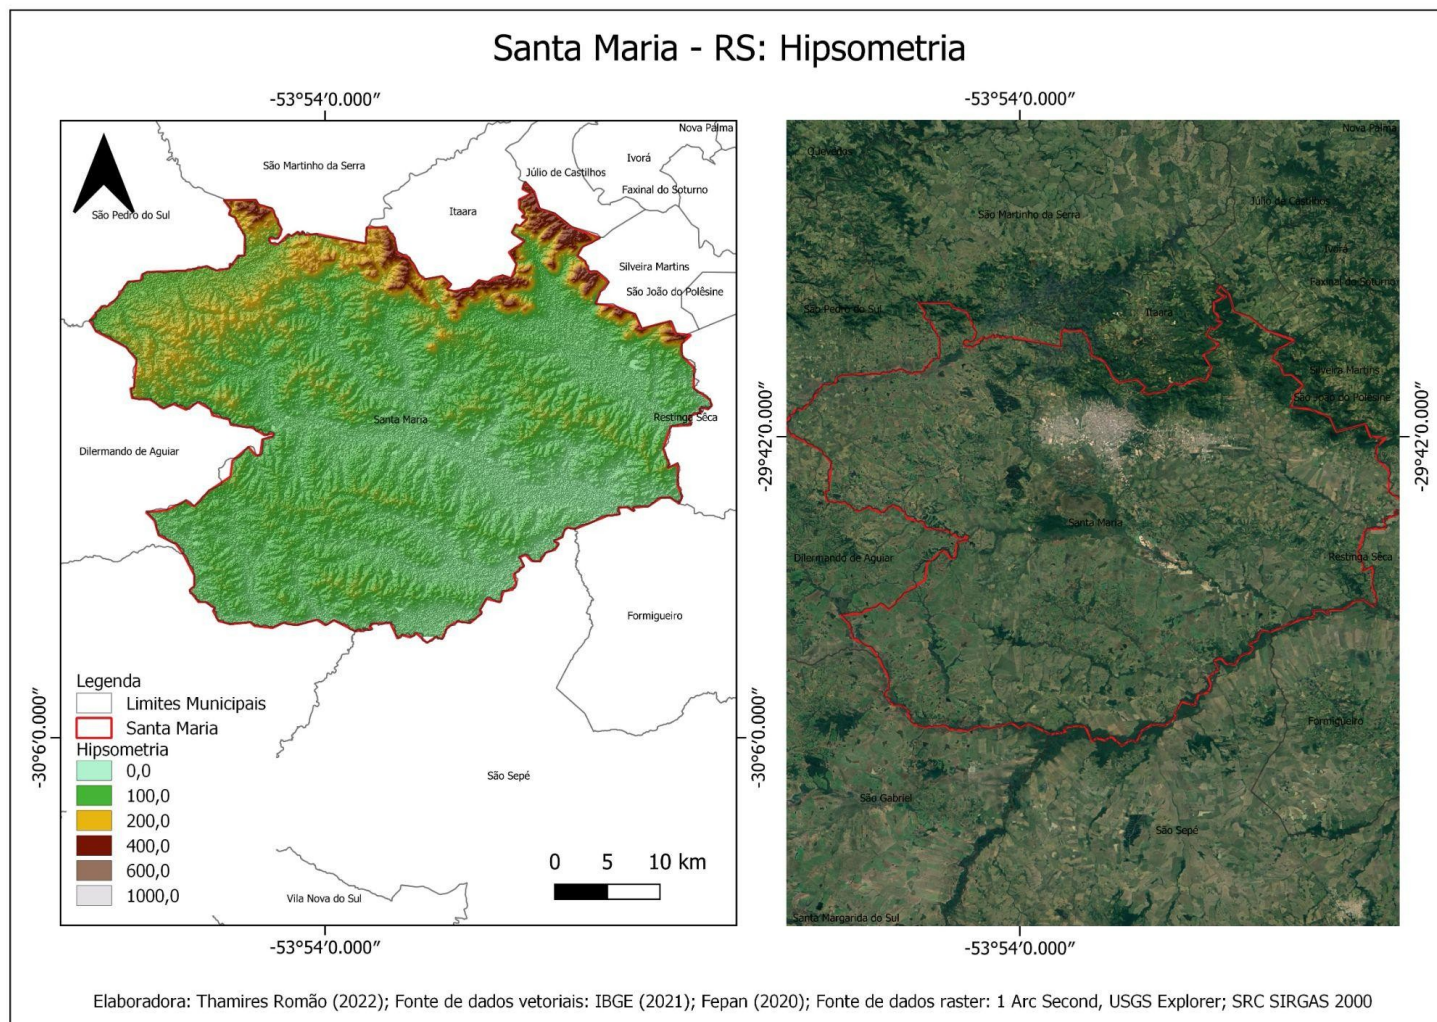 Santa Maria - RS: Hipsometria
-53°54′0.000″
-53°54′0.000″
Nova Palma
São Martinho da Serra
Ivorá
Júlio de Castilhos
Faxinal do Soturno
São Pedro do Sul
Itaara
Silveira Martins
São João do Polêsine
Santa Maria
Restinga Sêca
Dilermando de Aguiar
Formigueiro
São Sepé
Vila Nova do Sul
Legenda
Limites Municipais
Santa Maria
Hipsometria
0,0
100,0
200,0
400,0
600,0
1000,0
0 5 10 km
-30°6′0.000″
-29°42′0.000″
-53°54′0.000″
Nova Palma
Quevedos
Júlio de Castilhos
São Martinho da Serra
Ivorá
Faxinal do Soturno
São Pedro do Sul
Itaara
Silveira Martins
São João do Polêsine
Santa Maria
Dilermando de Aguiar
Restinga Sêca
Formigueiro
São Gabriel
São Sepé
Santa Margarida do Sul
-29°42′0.000″
-30°6′0.000″
-53°54′0.000″
Elaboradora: Thamires Romão (2022); Fonte de dados vetoriais: IBGE (2021); Fepan (2020); Fonte de dados raster: 1 Arc Second, USGS Explorer; SRC SIRGAS 2000